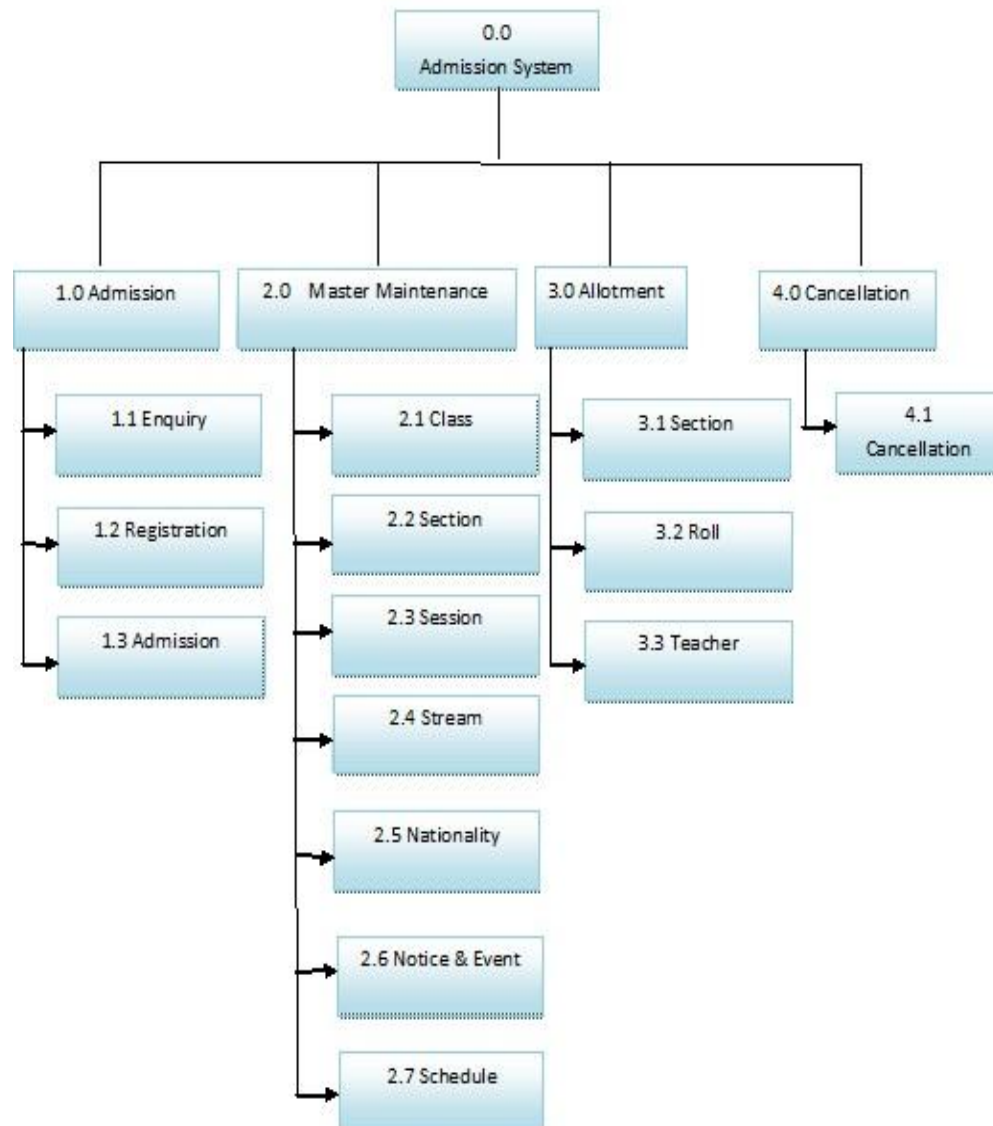 0.0
Admission System
1.0 Admission
2.0 Master Maintenance
3.0 Allotment
4.0 Cancellation
1.1 Enquiry
1.2 Registration
1.3 Admission
2.1 Class
2.2 Section
2.3 Session
2.4 Stream
2.5 Nationality
2.6 Notice & Event
2.7 Schedule
3.1 Section
3.2 Roll
3.3 Teacher
4.1
Cancellation